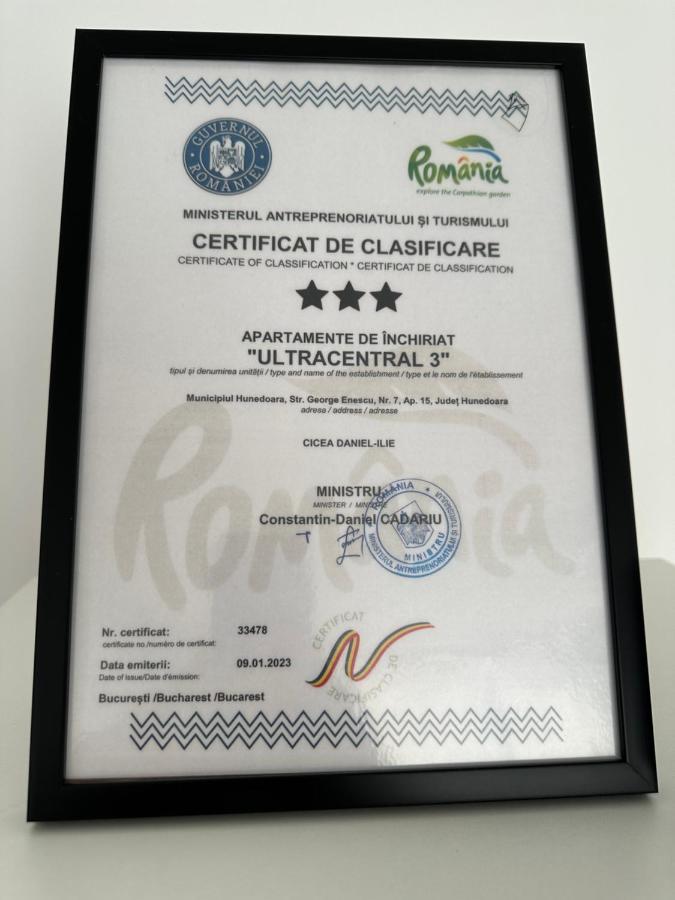 GUVERNUL
ROMÂNIEI
România
explore the Carpathian garden
MINISTERUL ANTREPRENORIATULUI ȘI TURISMULUI
CERTIFICAT DE CLASIFICARE
CERTIFICATE OF CLASSIFICATION * CERTIFICAT DE CLASSIFICATION
APARTAMENTE DE ÎNCHIRIAT
"ULTRACENTRAL 3"
tipul și denumirea unității / type and name of the establishment / type et le nom de l'établissement
Municipiul Hunedoara, Str. George Enescu, Nr. 7, Ap. 15, Județ Hunedoara
adresa / address / adresse
CICEA DANIEL-ILIE
România
MINISTRU
MINISTER / MINISTRE
Constantin-Daniel CADARIU
ROMÂNIA
MINISTERUL ANTREPRENORIATULUI ȘI TURISMULUI
MINISTRU
Nr. certificat: 33478
certificate no./numéro de certificat:
Data emiterii: 09.01.2023
Date of issue/Date d'émission:
București /Bucharest /Bucarest
CERTIFICAT
DE CLASIFICARE